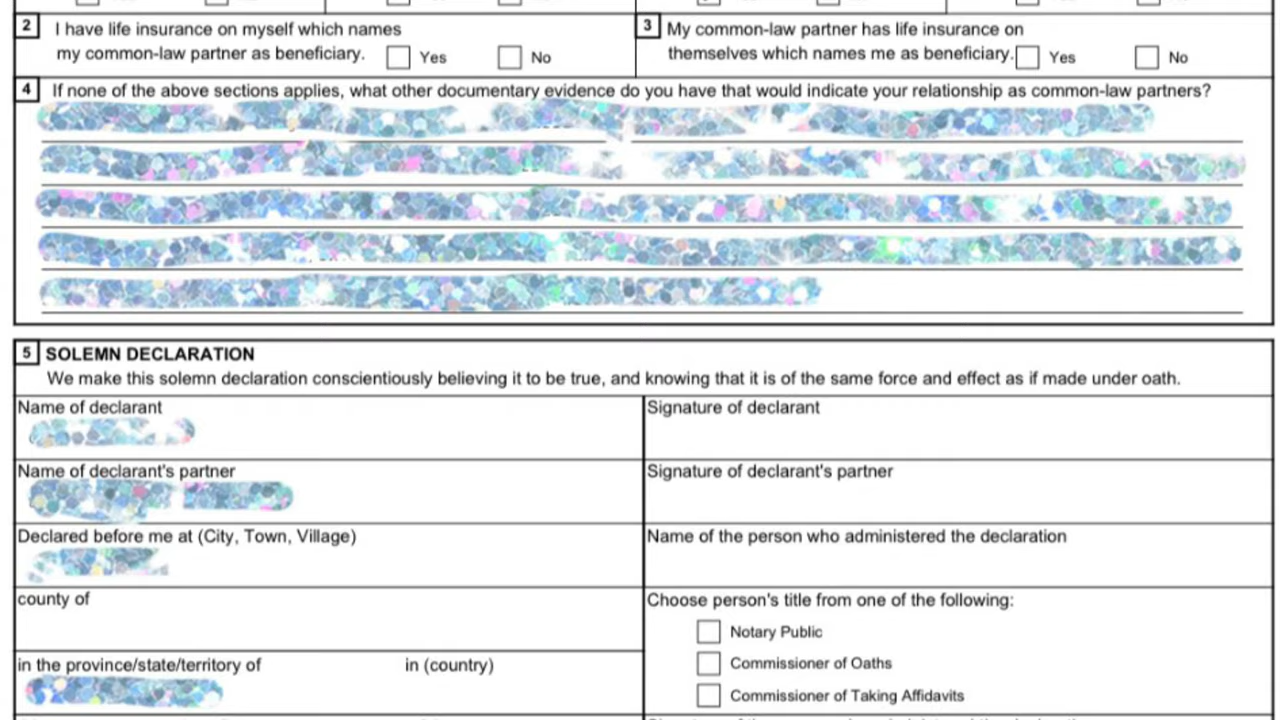 2 I have life insurance on myself which names
my common-law partner as beneficiary. Yes No
3 My common-law partner has life insurance on
themselves which names me as beneficiary. Yes No
4 If none of the above sections applies, what other documentary evidence do you have that would indicate your relationship as common-law partners?
5 SOLEMN DECLARATION
We make this solemn declaration conscientiously believing it to be true, and knowing that it is of the same force and effect as if made under oath.
Name of declarant
Signature of declarant
Name of declarant's partner
Signature of declarant's partner
Declared before me at (City, Town, Village)
Name of the person who administered the declaration
county of
Choose person's title from one of the following:
Notary Public
in the province/state/territory of in (country)
Commissioner of Oaths
Commissioner of Taking Affidavits